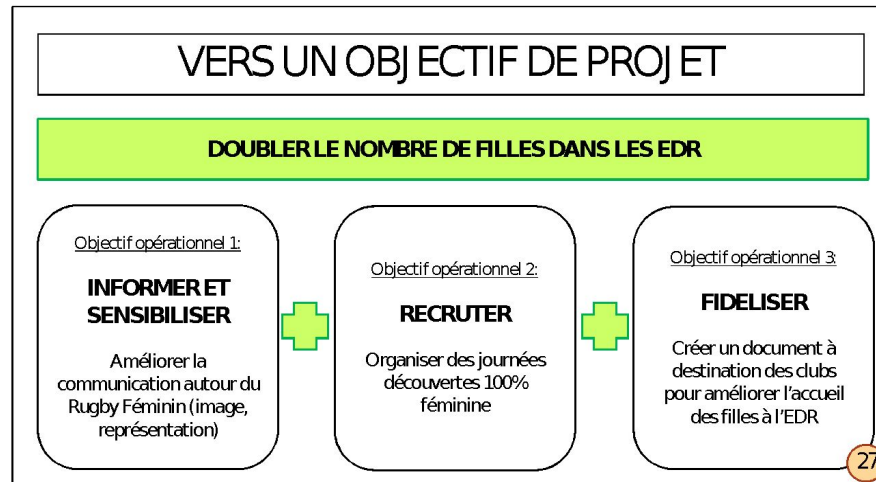 VERS UN OBJECTIF DE PROJET
DOUBLER LE NOMBRE DE FILLES DANS LES EDR
Objectif opérationnel 1:
INFORMER ET
SENSIBILISER
Améliorer la
communication autour du
Rugby Féminin (image,
représentation)
Objectif opérationnel 2:
RECRUTER
Organiser des journées
découvertes 100%
féminine
Objectif opérationnel 3:
FIDELISER
Créer un document à
destination des clubs
pour améliorer l'accueil
des filles à l'EDR
27